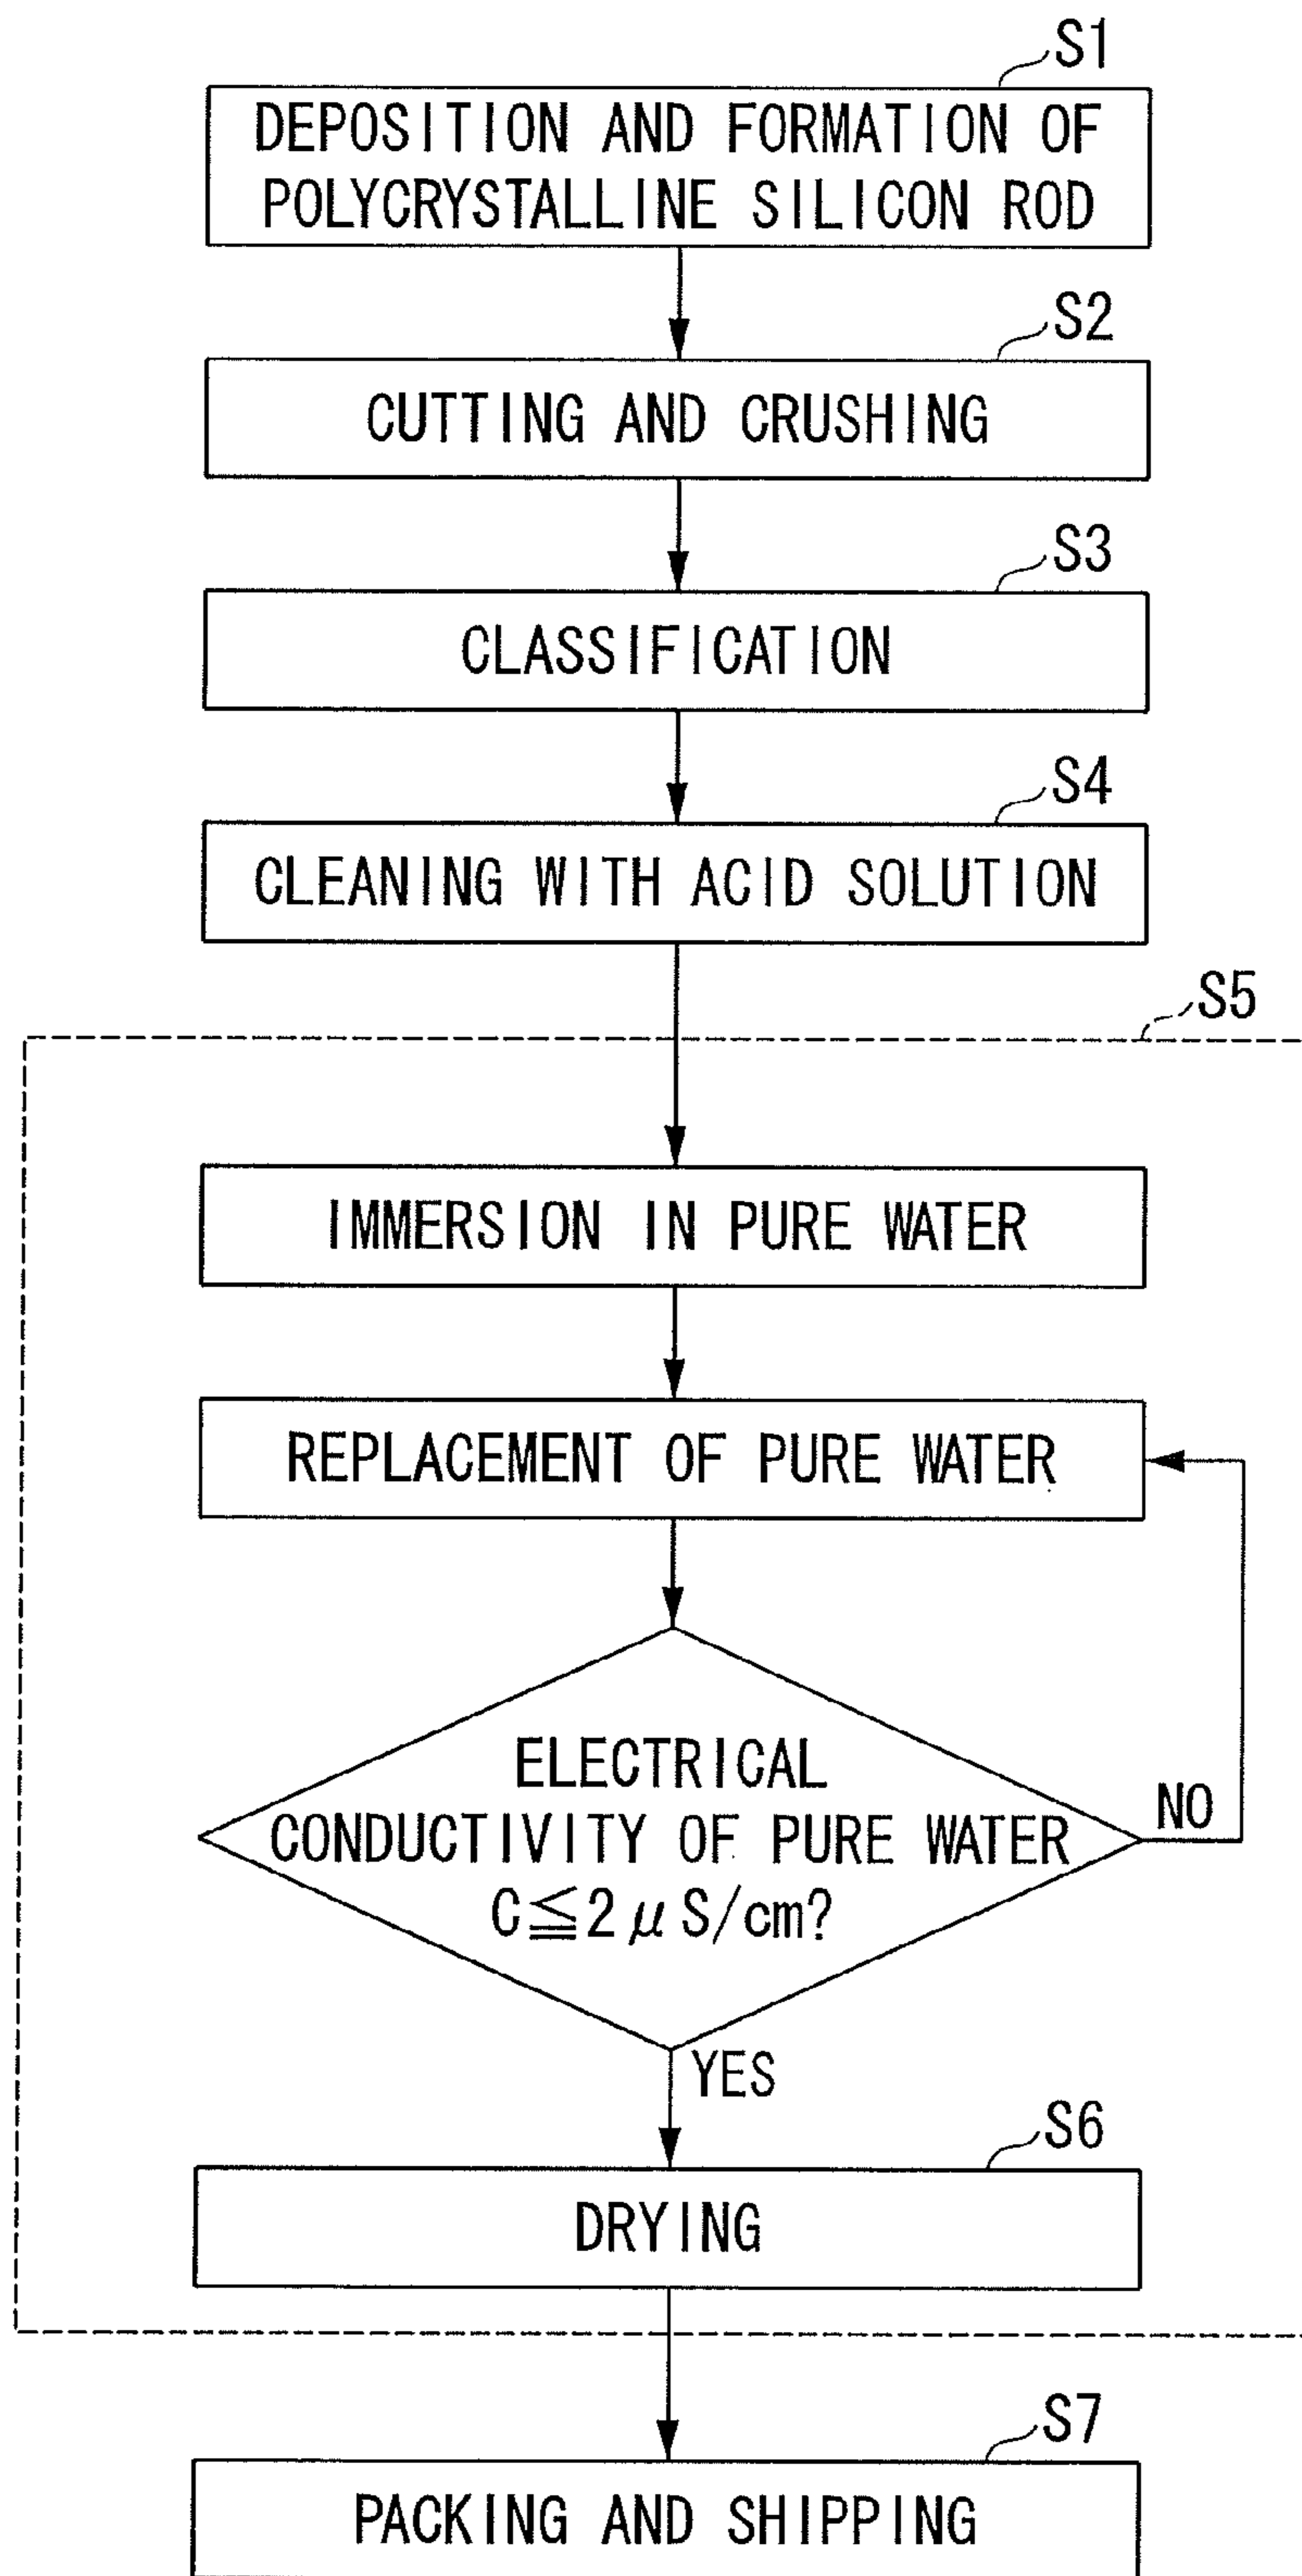 S1
DEPOSITION AND FORMATION OF
POLYCRYSTALLINE SILICON ROD
S2
CUTTING AND CRUSHING
S3
CLASSIFICATION
S4
CLEANING WITH ACID SOLUTION
S5
IMMERSION IN PURE WATER
REPLACEMENT OF PURE WATER
ELECTRICAL
CONDUCTIVITY OF PURE WATER
C≦2μS/cm?
NO
YES
S6
DRYING
S7
PACKING AND SHIPPING